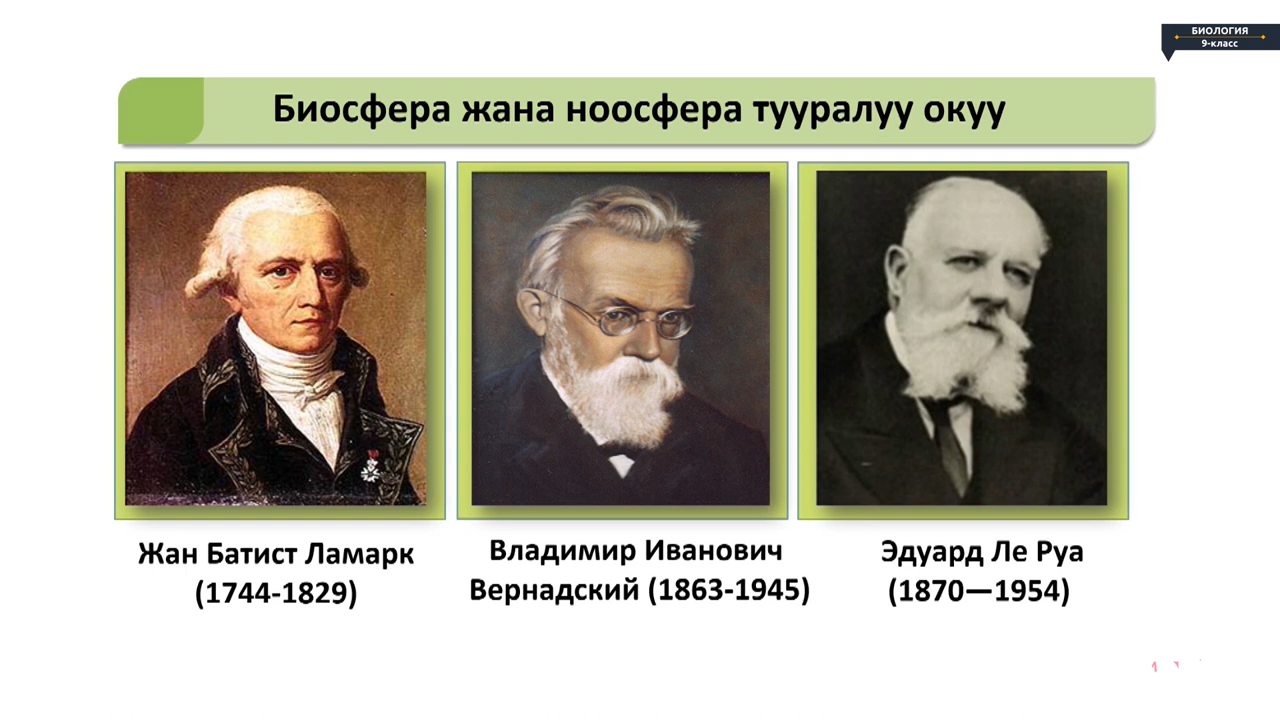 БИОЛОГИЯ
9-класс
Биосфера жана ноосфера тууралуу окуу
Жан Батист Ламарк
(1744-1829)
Владимир Иванович
Вернадский (1863-1945)
Эдуард Ле Руа
(1870—1954)